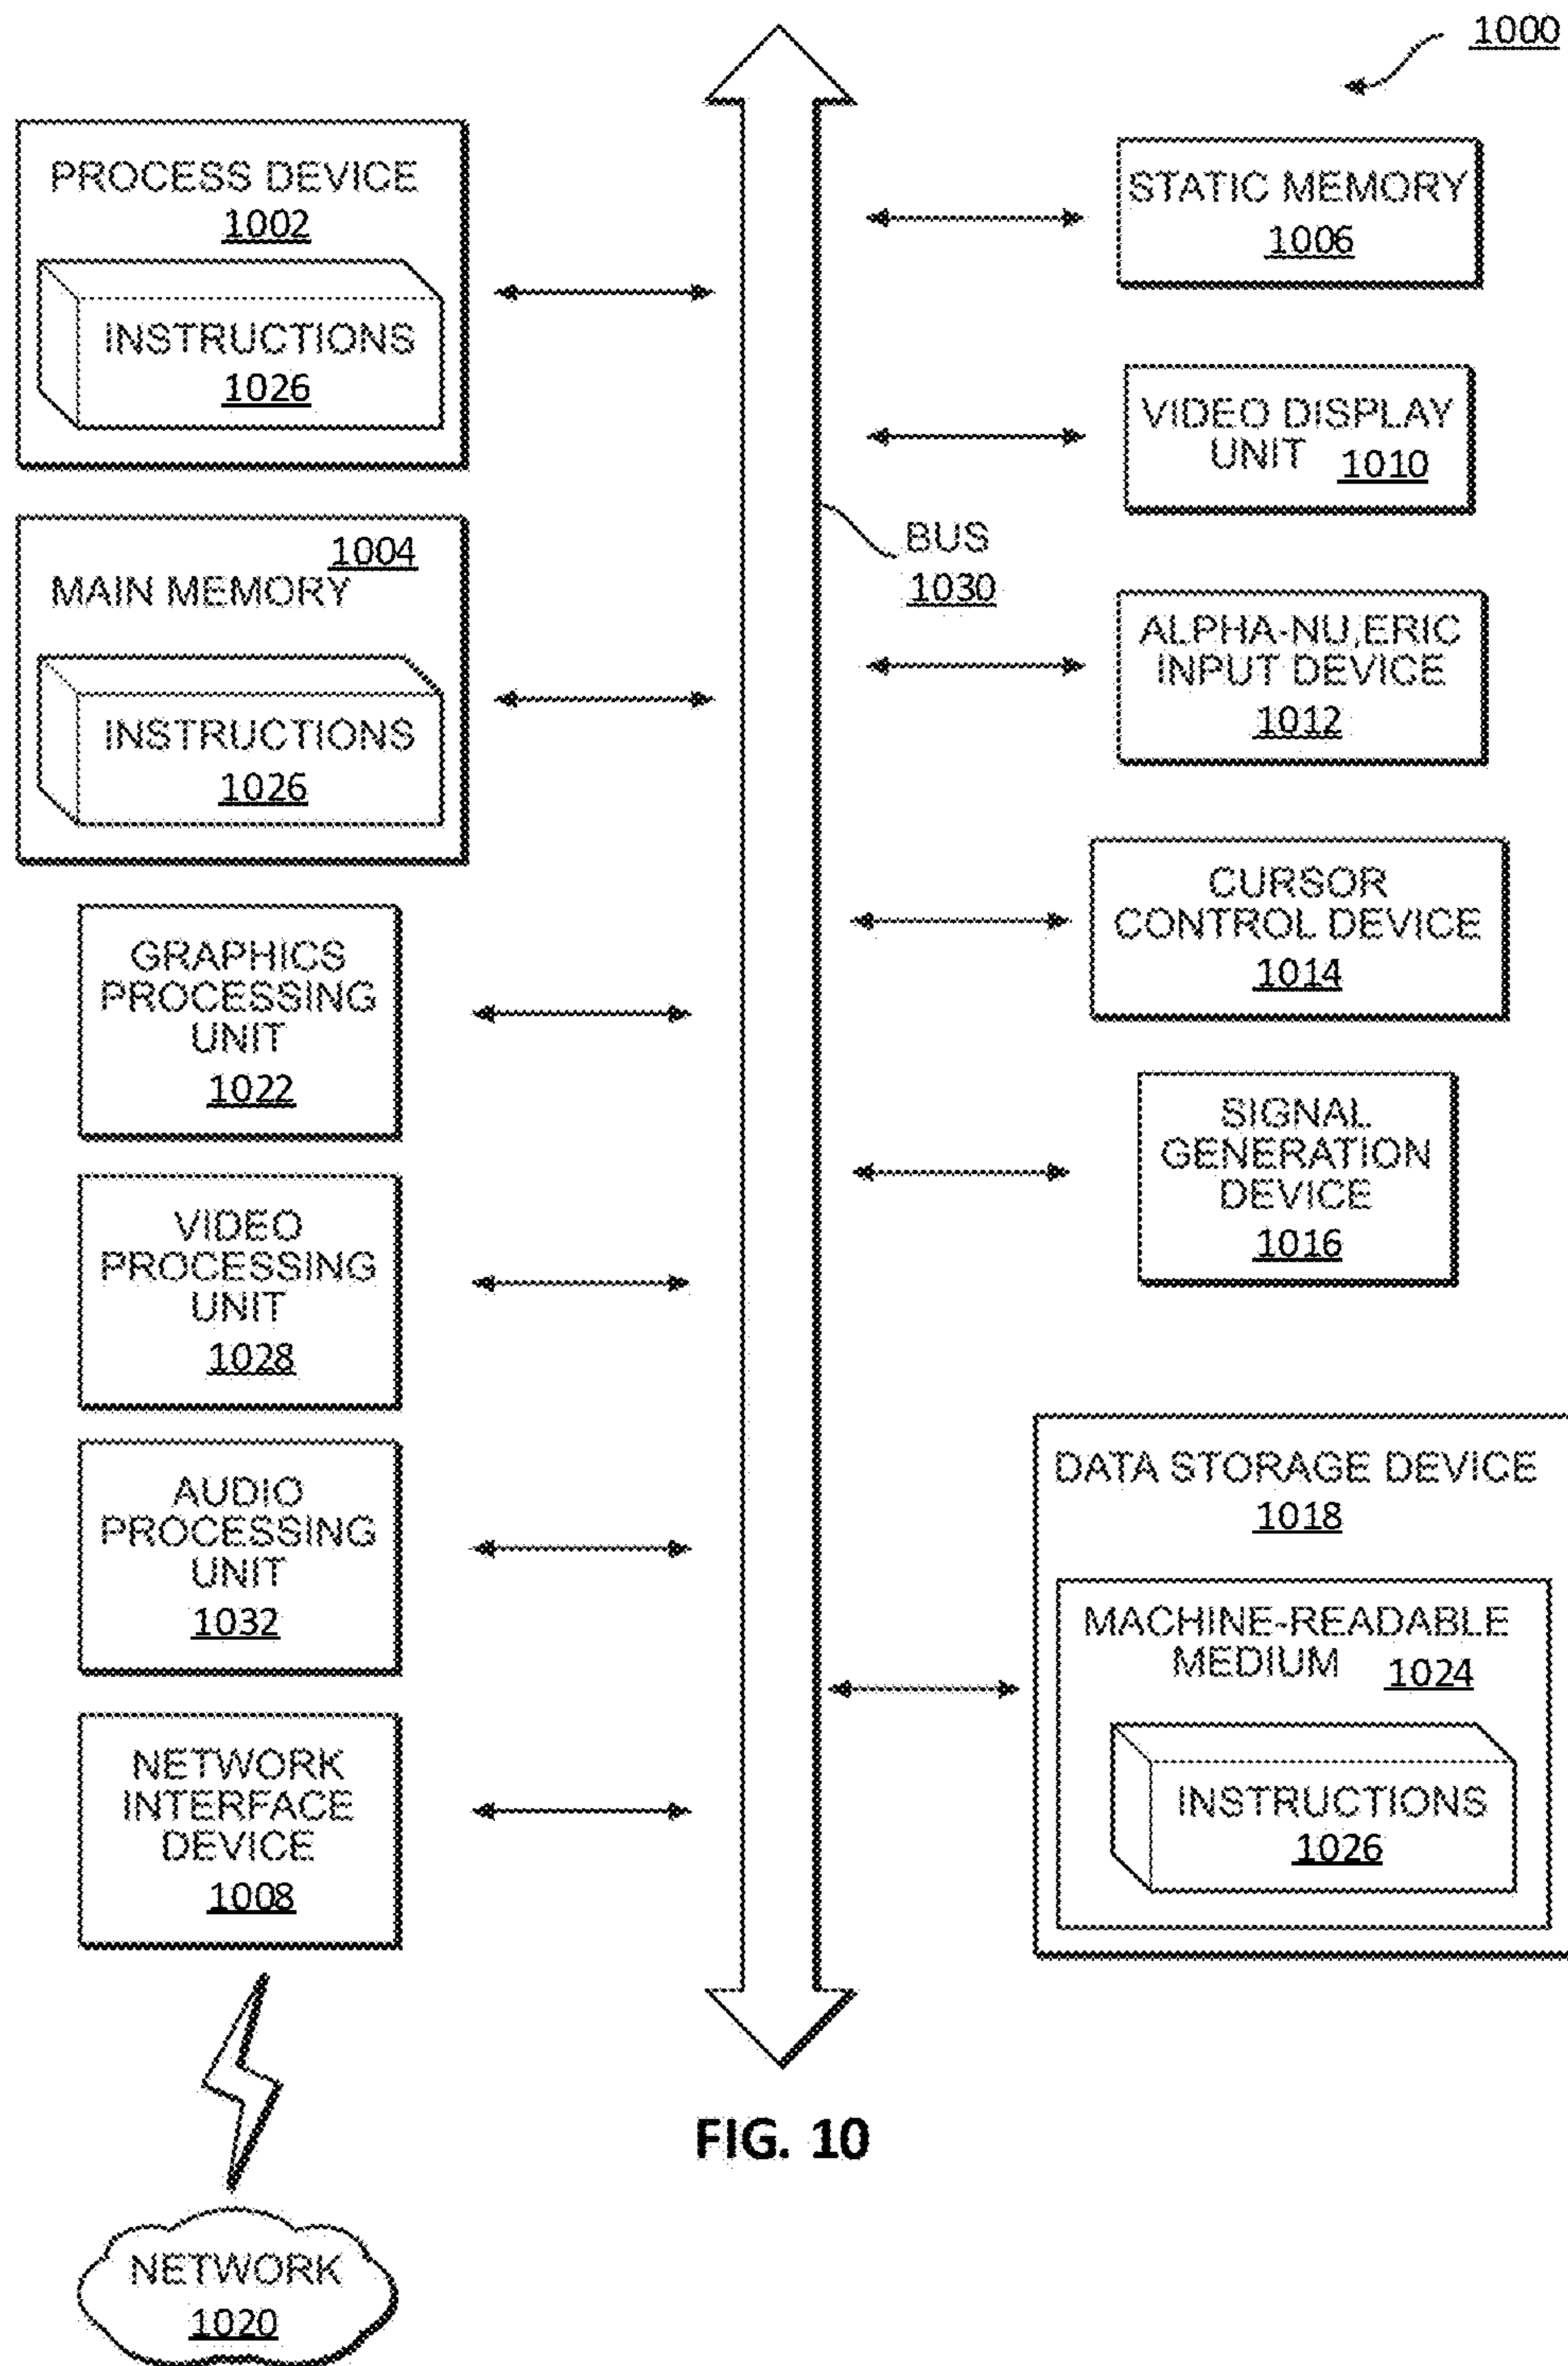 1000
PROCESS DEVICE
1002
INSTRUCTIONS
1026
MAIN MEMORY
1004
INSTRUCTIONS
1026
GRAPHICS
PROCESSING
UNIT
1022
VIDEO
PROCESSING
UNIT
1028
AUDIO
PROCESSING
UNIT
1032
NETWORK
INTERFACE
DEVICE
1008
NETWORK
1020
BUS
1030
STATIC MEMORY
1006
VIDEO DISPLAY
UNIT 1010
ALPHA-NU,ERIC
INPUT DEVICE
1012
CURSOR
CONTROL DEVICE
1014
SIGNAL
GENERATION
DEVICE
1016
DATA STORAGE DEVICE
1018
MACHINE-READABLE
MEDIUM 1024
INSTRUCTIONS
1026
FIG. 10